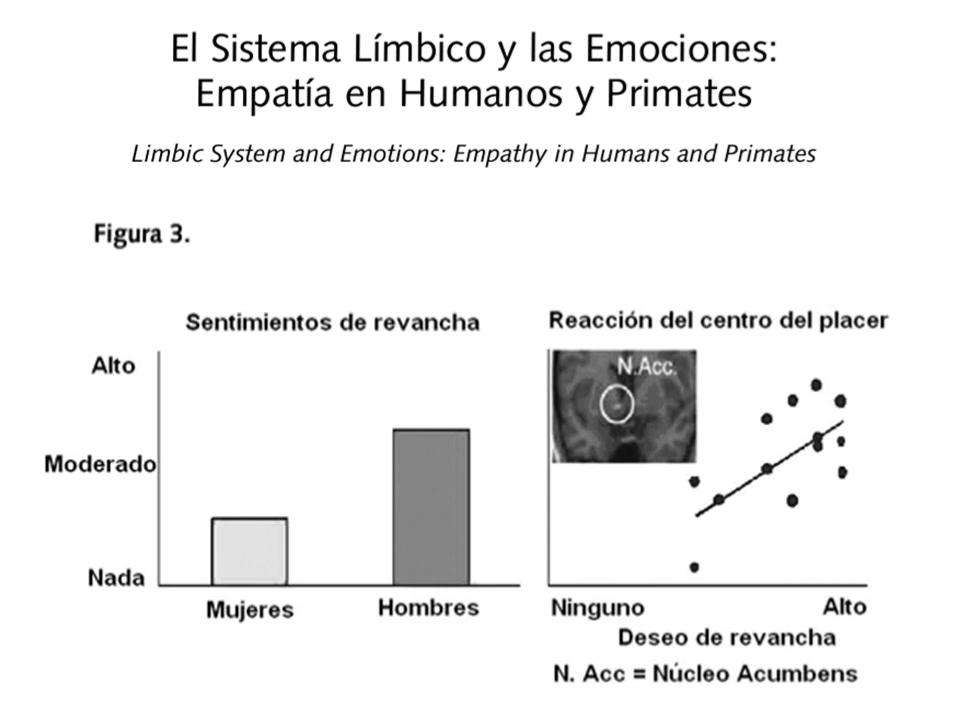 El Sistema Límbico y las Emociones:
Empatía en Humanos y Primates
Limbic System and Emotions: Empathy in Humans and Primates
Figura 3.
Sentimientos de revancha
Alto
Moderado
Nada
Mujeres
Hombres
Reacción del centro del placer
N.Acc.
Ninguno
Alto
Deseo de revancha
N. Acc = Núcleo Acumbens